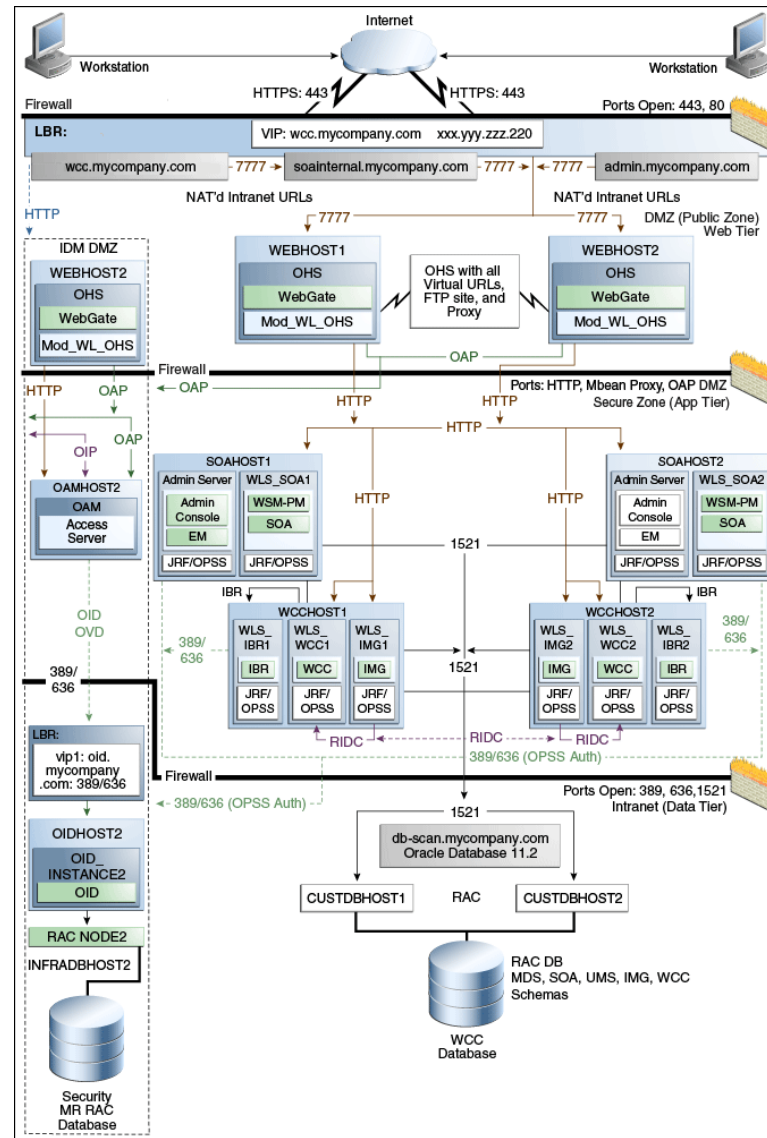 Internet
Workstation
Workstation
HTTPS: 443
HTTPS: 443
Firewall
Ports Open: 443, 80
LBR:
VIP: wcc.mycompany.com xxx.yyy.zzz.220
wcc.mycompany.com
7777
soainternal.mycompany.com
7777
7777
admin.mycompany.com
NAT'd Intranet URLs
NAT'd Intranet URLs
HTTP
7777
7777
DMZ (Public Zone)
Web Tier
IDM DMZ
WEBHOST2
OHS
WebGate
Mod_WL_OHS
WEBHOST1
OHS
WebGate
Mod_WL_OHS
OHS with all
Virtual URLs,
FTP site, and
Proxy
WEBHOST2
OHS
WebGate
Mod_WL_OHS
Firewall
HTTP
OAP
OAP
HTTP
HTTP
Ports: HTTP, Mbean Proxy, OAP DMZ
Secure Zone (App Tier)
OIP
OAP
HTTP
HTTP
HTTP
OAMHOST2
OAM
Access
Server
SOAHOST1
Admin Server
Admin
Console
EM
JRF/OPSS
WLS_SOA1
WSM-PM
SOA
JRF/OPSS
SOAHOST2
Admin Server
Admin
Console
EM
JRF/OPSS
WLS_SOA2
WSM-PM
SOA
JRF/OPSS
1521
IBR
IBR
OID
OVD
389/
636
WCCHOST1
WLS_
IBR1
IBR
JRF/
OPSS
WLS_
WCC1
WCC
JRF/
OPSS
WLS_
IMG1
IMG
JRF/
OPSS
1521
WCCHOST2
WLS_
IMG2
IMG
JRF/
OPSS
WLS_
WCC2
WCC
JRF/
OPSS
WLS_
IBR2
IBR
JRF/
OPSS
389/
636
389/
636
RIDC
RIDC
389/636 (OPSS Auth)
LBR:
vip1: oid.
mycompany
.com: 389/636
Firewall
389/636 (OPSS Auth)
Ports Open: 389, 636,1521
Intranet (Data Tier)
1521
db-scan.mycompany.com
Oracle Database 11.2
OIDHOST2
OID_
INSTANCE2
OID
CUSTDBHOST1
RAC
CUSTDBHOST2
RAC NODE2
INFRADBHOST2
RAC DB
MDS, SOA, UMS, IMG, WCC
Schemas
WCC
Database
Security
MR RAC
Database